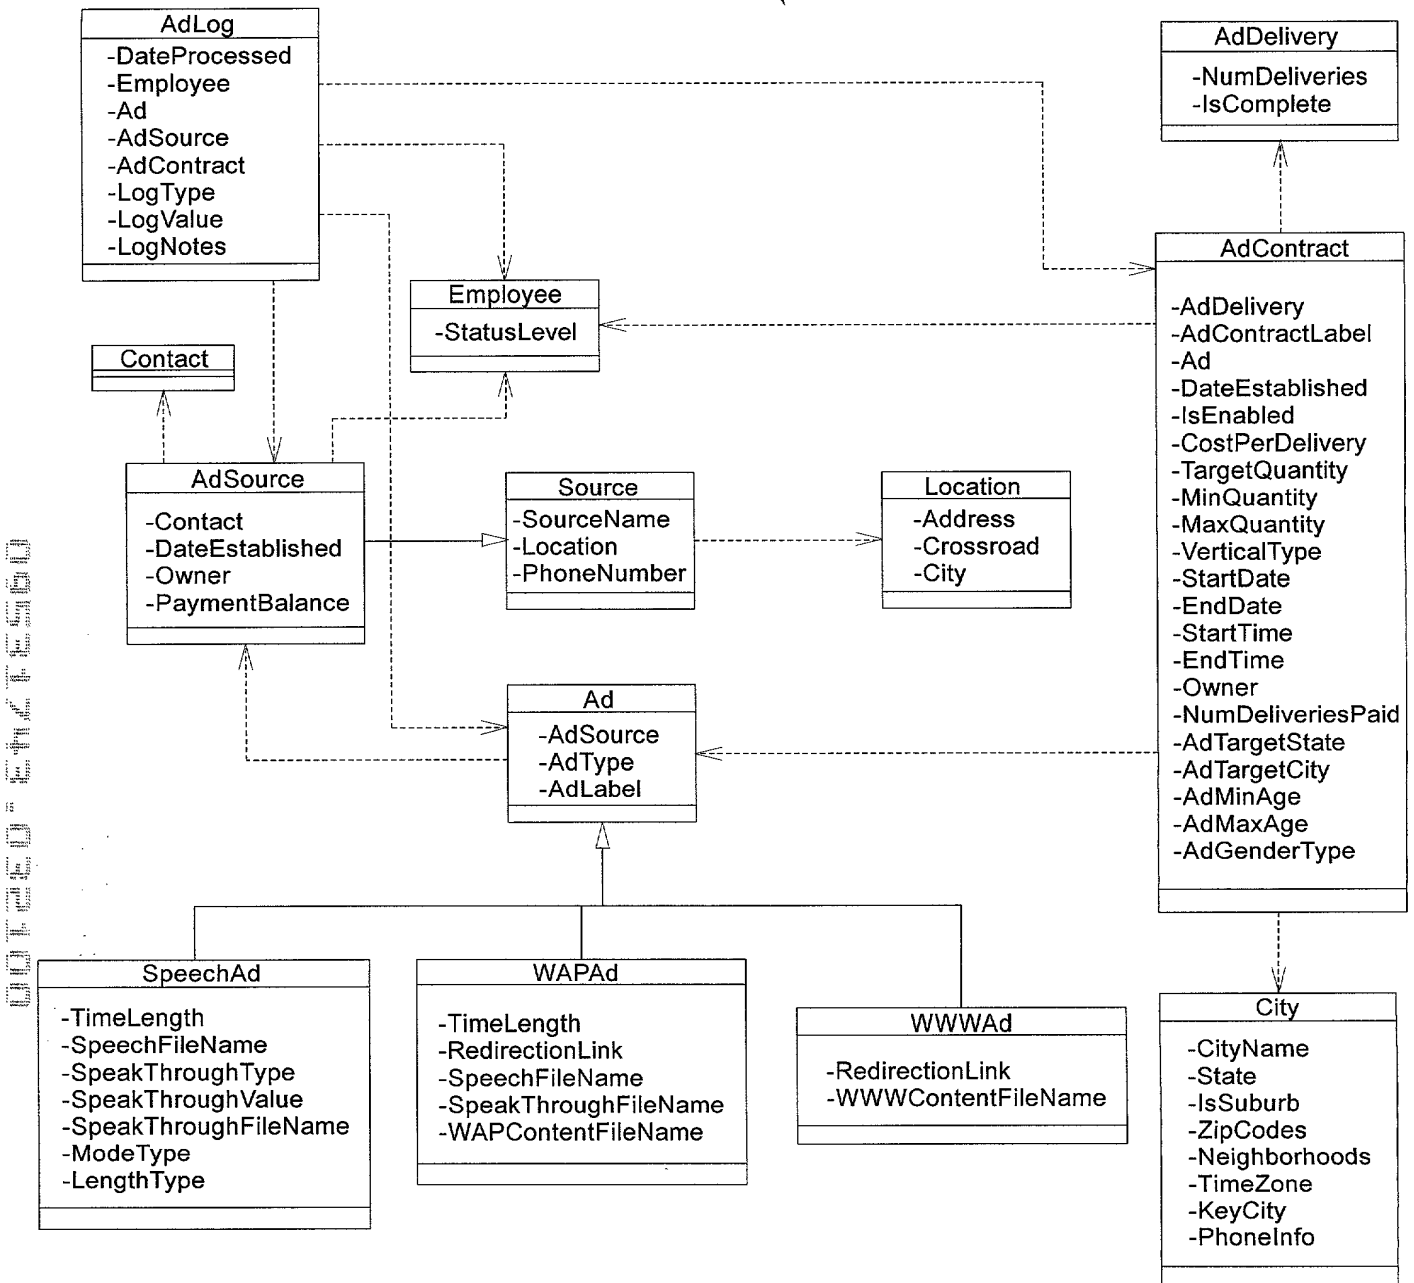 AdLog
-DateProcessed
-Employee
-Ad
-AdSource
-AdContract
-LogType
-LogValue
-LogNotes
AdDelivery
-NumDeliveries
-IsComplete
Employee
-StatusLevel
Contact
AdContract
-AdDelivery
-AdContractLabel
-Ad
-DateEstablished
-IsEnabled
-CostPerDelivery
-TargetQuantity
-MinQuantity
-MaxQuantity
-VerticalType
-StartDate
-EndDate
-StartTime
-EndTime
-Owner
-NumDeliveriesPaid
-AdTargetState
-AdTargetCity
-AdMinAge
-AdMaxAge
-AdGenderType
AdSource
-Contact
-DateEstablished
-Owner
-PaymentBalance
Source
-SourceName
-Location
-PhoneNumber
Location
-Address
-Crossroad
-City
Ad
-AdSource
-AdType
-AdLabel
SpeechAd
-TimeLength
-SpeechFileName
-SpeakThroughType
-SpeakThroughValue
-SpeakThroughFileName
-ModeType
-LengthType
WAPAd
-TimeLength
-RedirectionLink
-SpeechFileName
-SpeakThroughFileName
-WAPContentFileName
WWWAd
-RedirectionLink
-WWWContentFileName
City
-CityName
-State
-IsSuburb
-ZipCodes
-Neighborhoods
-TimeZone
-KeyCity
-PhoneInfo